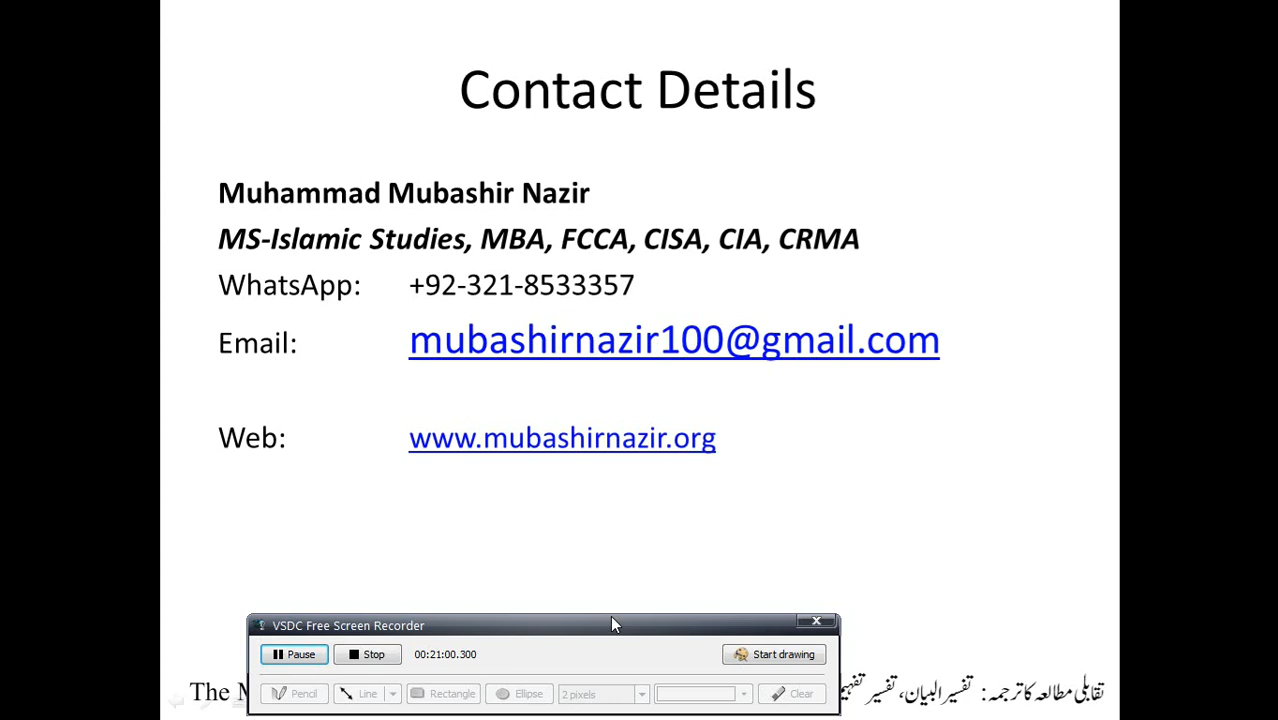 Contact Details
Muhammad Mubashir Nazir
MS-Islamic Studies, MBA, FCCA, CISA, CIA, CRMA
WhatsApp: +92-321-8533357
Email: mubashirnazir100@gmail.com
Web: www.mubashirnazir.org
VSDC Free Screen Recorder
Pause Stop 00:21:00.300 Start drawing
Pencil Line Rectangle Ellipse 2 pixels Clear
The
تقابلی مطالعہ کا ترجمہ: تفسیر البیان، تفسیر تفہیم